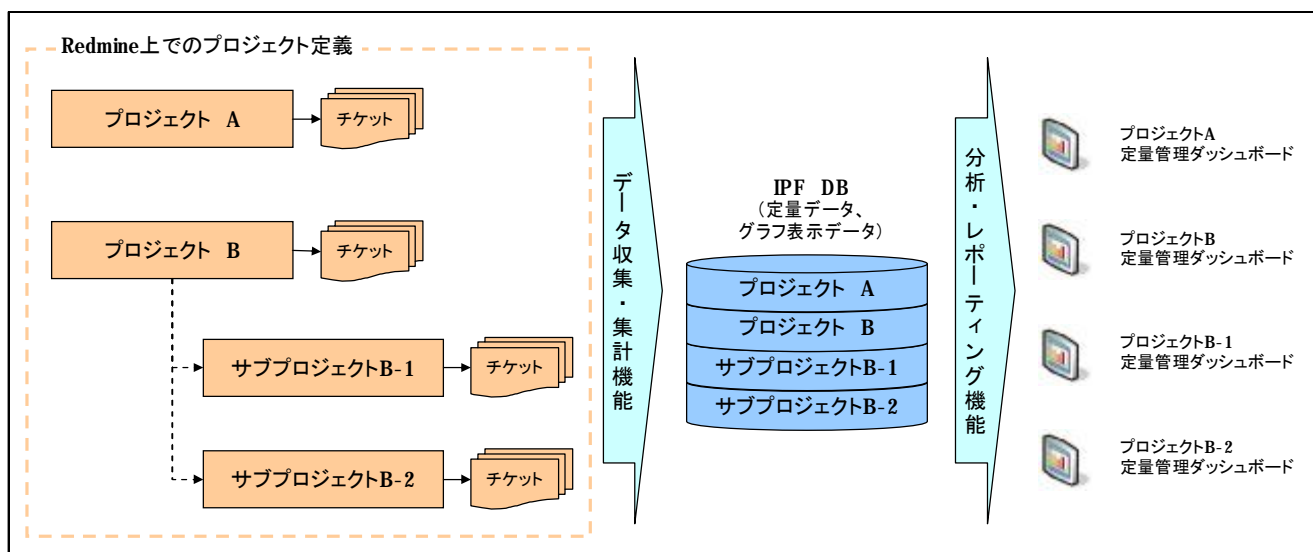 Redmine上でのプロジェクト定義
プロジェクト A
チケット
プロジェクト B
チケット
サブプロジェクトB-1
チケット
サブプロジェクトB-2
チケット
データ収集・集計機能
IPF DB
（定量データ、
グラフ表示データ）
プロジェクト A
プロジェクト B
サブプロジェクトB-1
サブプロジェクトB-2
分析・レポーティング機能
プロジェクトA
定量管理ダッシュボード
プロジェクトB
定量管理ダッシュボード
プロジェクトB-1
定量管理ダッシュボード
プロジェクトB-2
定量管理ダッシュボード